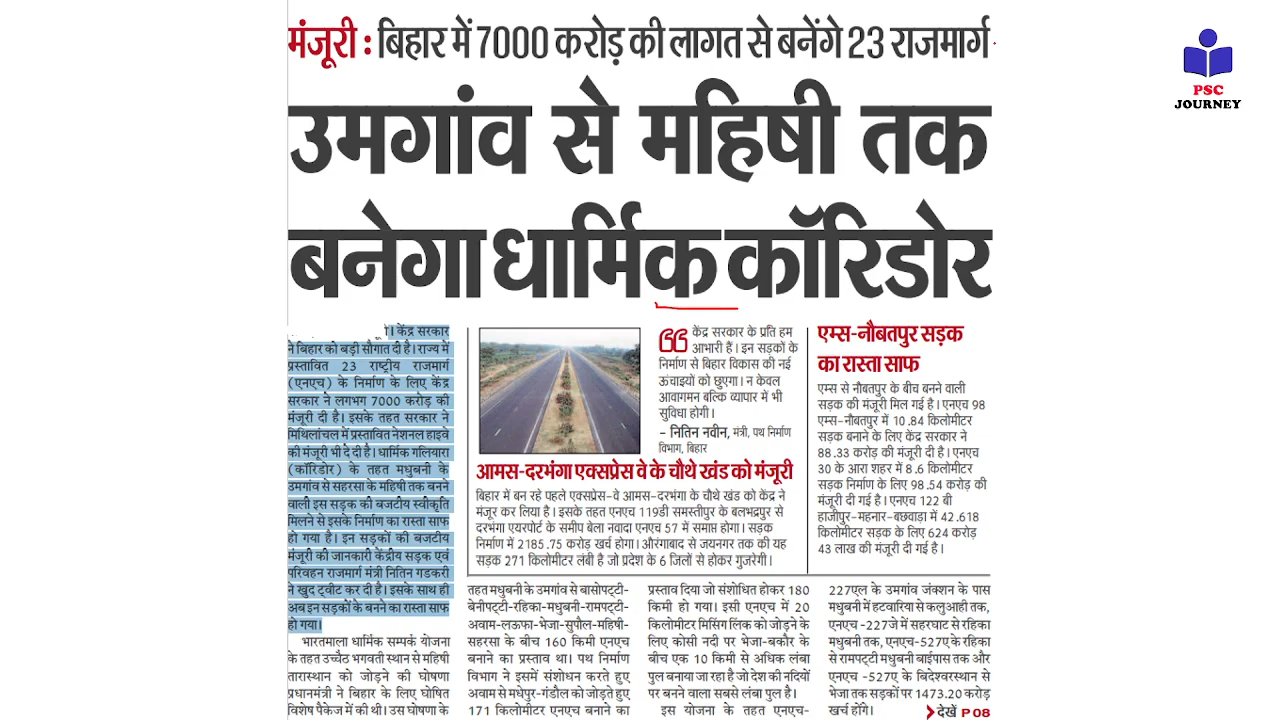 मंजूरी : बिहार में 7000 करोड़ की लागत से बनेंगे 23 राजमार्ग
उमगांव से महिषी तक
बनेगा धार्मिक कॉरिडोर
PSC
JOURNEY
। केंद्र सरकार
ने बिहार को बड़ी सौगात दी है। राज्य में
प्रस्तावित 23 राष्ट्रीय राजमार्ग
(एनएच) के निर्माण के लिए केंद्र
सरकार ने लगभग 7000 करोड़ की
मंजूरी दी है। इसके तहत सरकार ने
मिथिलांचल में प्रस्तावित नेशनल हाइवे
की मंजूरी भी दे दी है। धार्मिक गलियारा
(कॉरिडोर) के तहत मधुबनी के
उमगांव से सहरसा के महिषी तक बनने
वाली इस सड़क की बजटीय स्वीकृति
मिलने से इसके निर्माण का रास्ता साफ
हो गया है। इन सड़कों की बजटीय
मंजूरी की जानकारी केंद्रीय सड़क एवं
परिवहन राजमार्ग मंत्री नितिन गडकरी
ने खुद ट्वीट कर दी है। इसके साथ ही
अब इन सड़कों के बनने का रास्ता साफ
हो गया।
भारतमाला धार्मिक सम्पर्क योजना
के तहत उच्चैठ भगवती स्थान से महिषी
तारास्थान को जोड़ने की घोषणा
प्रधानमंत्री ने बिहार के लिए घोषित
विशेष पैकेज में की थी। उस घोषणा के
केंद्र सरकार के प्रति हम
आभारी हैं। इन सड़कों के
निर्माण से बिहार विकास की नई
ऊंचाइयों को छुएगा। न केवल
आवागमन बल्कि व्यापार में भी
सुविधा होगी।
– नितिन नवीन, मंत्री, पथ निर्माण
विभाग, बिहार
आमस-दरभंगा एक्सप्रेस वे के चौथे खंड को मंजूरी
बिहार में बन रहे पहले एक्सप्रेस-वे आमस-दरभंगा के चौथे खंड को केंद्र ने
मंजूर कर लिया है। इसके तहत एनएच 119डी समस्तीपुर के बलभद्रपुर से
दरभंगा एयरपोर्ट के समीप बेला नवादा एनएच 57 में समाप्त होगा। सड़क
निर्माण में 2185.75 करोड़ खर्च होगा। औरंगाबाद से जयनगर तक की यह
सड़क 271 किलोमीटर लंबी है जो प्रदेश के 6 जिलों से होकर गुजरेगी।
एम्स-नौबतपुर सड़क
का रास्ता साफ
एम्स से नौबतपुर के बीच बनने वाली
सड़क की मंजूरी मिल गई है। एनएच 98
एम्स-नौबतपुर में 10.84 किलोमीटर
सड़क बनाने के लिए केंद्र सरकार ने
88.33 करोड़ की मंजूरी दी है। एनएच
30 के आरा शहर में 8.6 किलोमीटर
सड़क निर्माण के लिए 98.54 करोड़ की
मंजूरी दी गई है। एनएच 122 बी
हाजीपुर-महनार-बछवाड़ा में 42.618
किलोमीटर सड़क के लिए 624 करोड़
43 लाख की मंजूरी दी गई है।
तहत मधुबनी के उमगांव से बासोपट्टी-
बेनीपट्टी-रहिका-मधुबनी-रामपट्टी-
अवाम-लऊफा-भेजा-सुपौल-महिषी-
सहरसा के बीच 160 किमी एनएच
बनाने का प्रस्ताव था। पथ निर्माण
विभाग ने इसमें संशोधन करते हुए
अवाम से मधेपुर-गंडौल को जोड़ते हुए
171 किलोमीटर एनएच बनाने का
प्रस्ताव दिया जो संशोधित होकर 180
किमी हो गया। इसी एनएच में 20
किलोमीटर मिसिंग लिंक को जोड़ने के
लिए कोसी नदी पर भेजा-बकौर के
बीच एक 10 किमी से अधिक लंबा
पुल बनाया जा रहा है जो देश की नदियों
पर बनने वाला सबसे लंबा पुल है।
इस योजना के तहत एनएच-
227एल के उमगांव जंक्शन के पास
मधुबनी में हटवारिया से कलुआही तक,
एनएच -227जे में सहरघाट से रहिका
मधुबनी तक, एनएच-527ए के रहिका
से रामपट्टी मधुबनी बाईपास तक और
एनएच -527ए के बिदेश्वरस्थान से
भेजा तक सड़कों पर 1473.20 करोड़
खर्च होंगे। देखें P 08